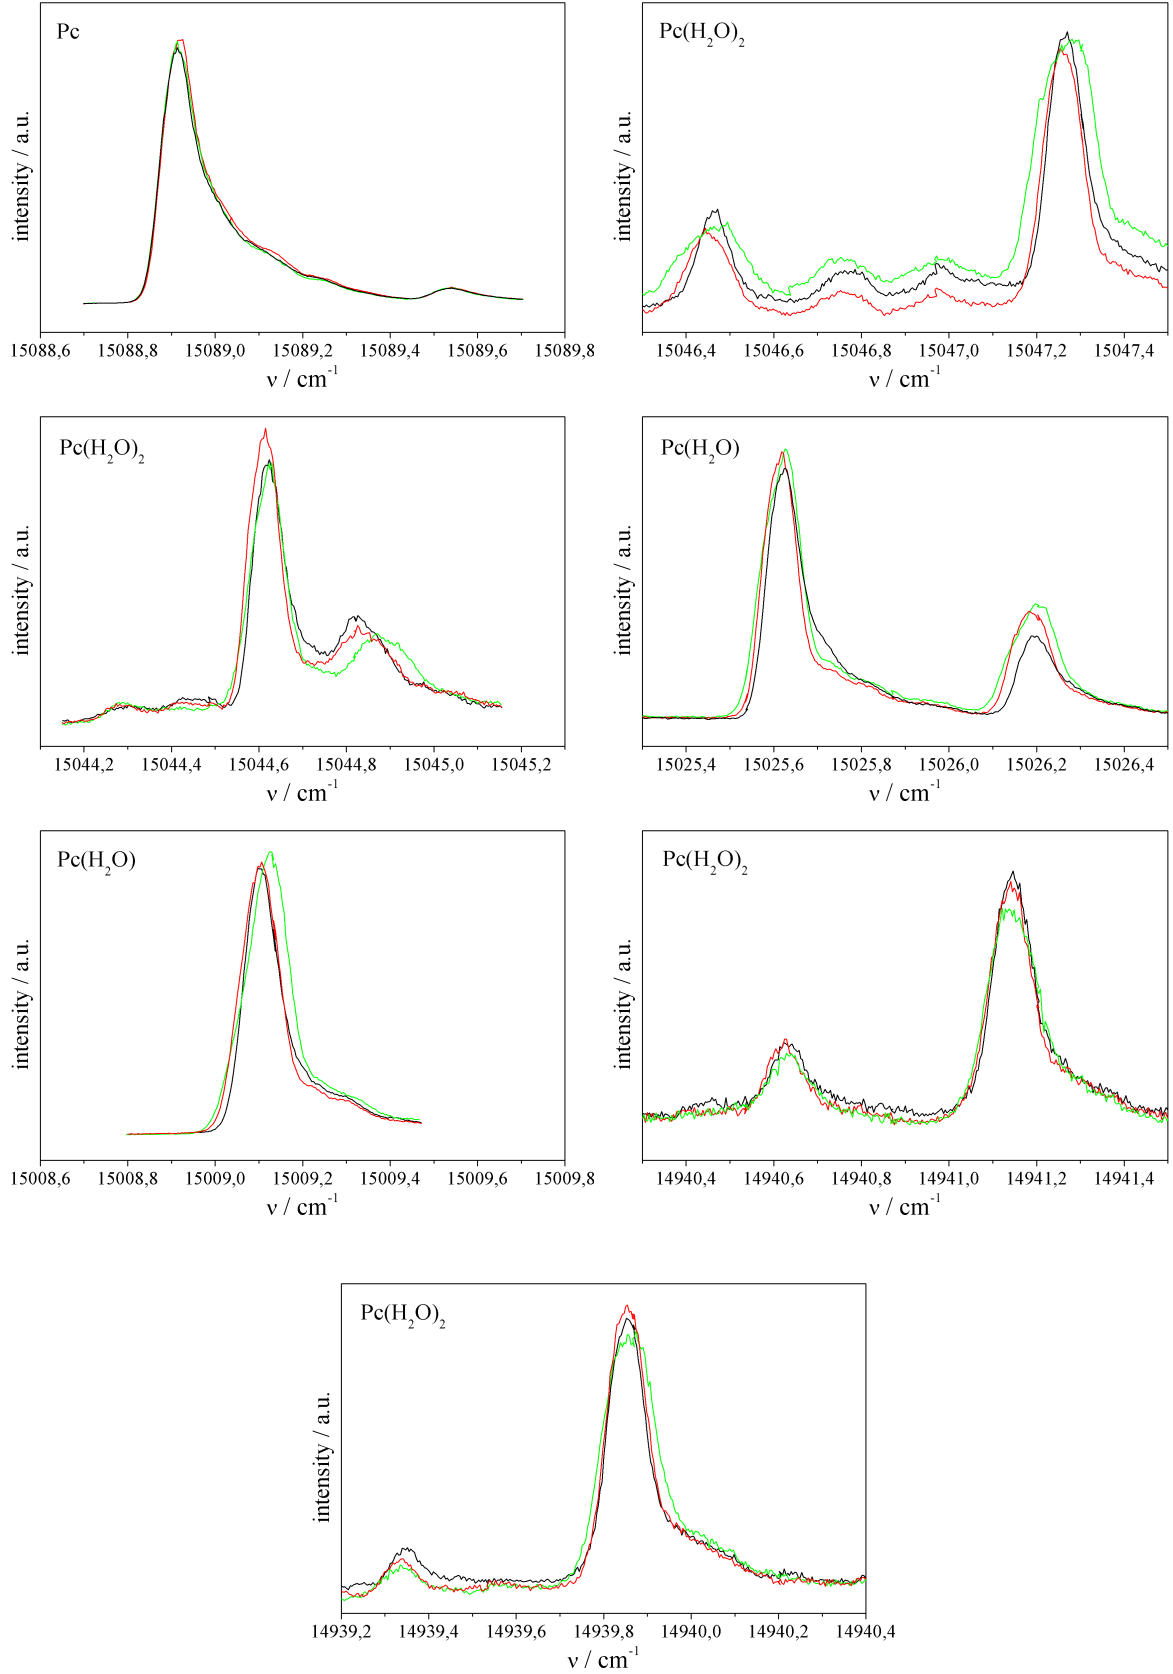 Pc
intensity / a.u.
15088,6 15088,8 15089,0 15089,2 15089,4 15089,6 15089,8
ν / cm⁻¹
Pc(H₂O)₂
intensity / a.u.
15046,4 15046,6 15046,8 15047,0 15047,2 15047,4
ν / cm⁻¹
Pc(H₂O)₂
intensity / a.u.
15044,2 15044,4 15044,6 15044,8 15045,0 15045,2
ν / cm⁻¹
Pc(H₂O)
intensity / a.u.
15025,4 15025,6 15025,8 15026,0 15026,2 15026,4
ν / cm⁻¹
Pc(H₂O)
intensity / a.u.
15008,6 15008,8 15009,0 15009,2 15009,4 15009,6 15009,8
ν / cm⁻¹
Pc(H₂O)₂
intensity / a.u.
14940,4 14940,6 14940,8 14941,0 14941,2 14941,4
ν / cm⁻¹
Pc(H₂O)₂
intensity / a.u.
14939,2 14939,4 14939,6 14939,8 14940,0 14940,2 14940,4
ν / cm⁻¹